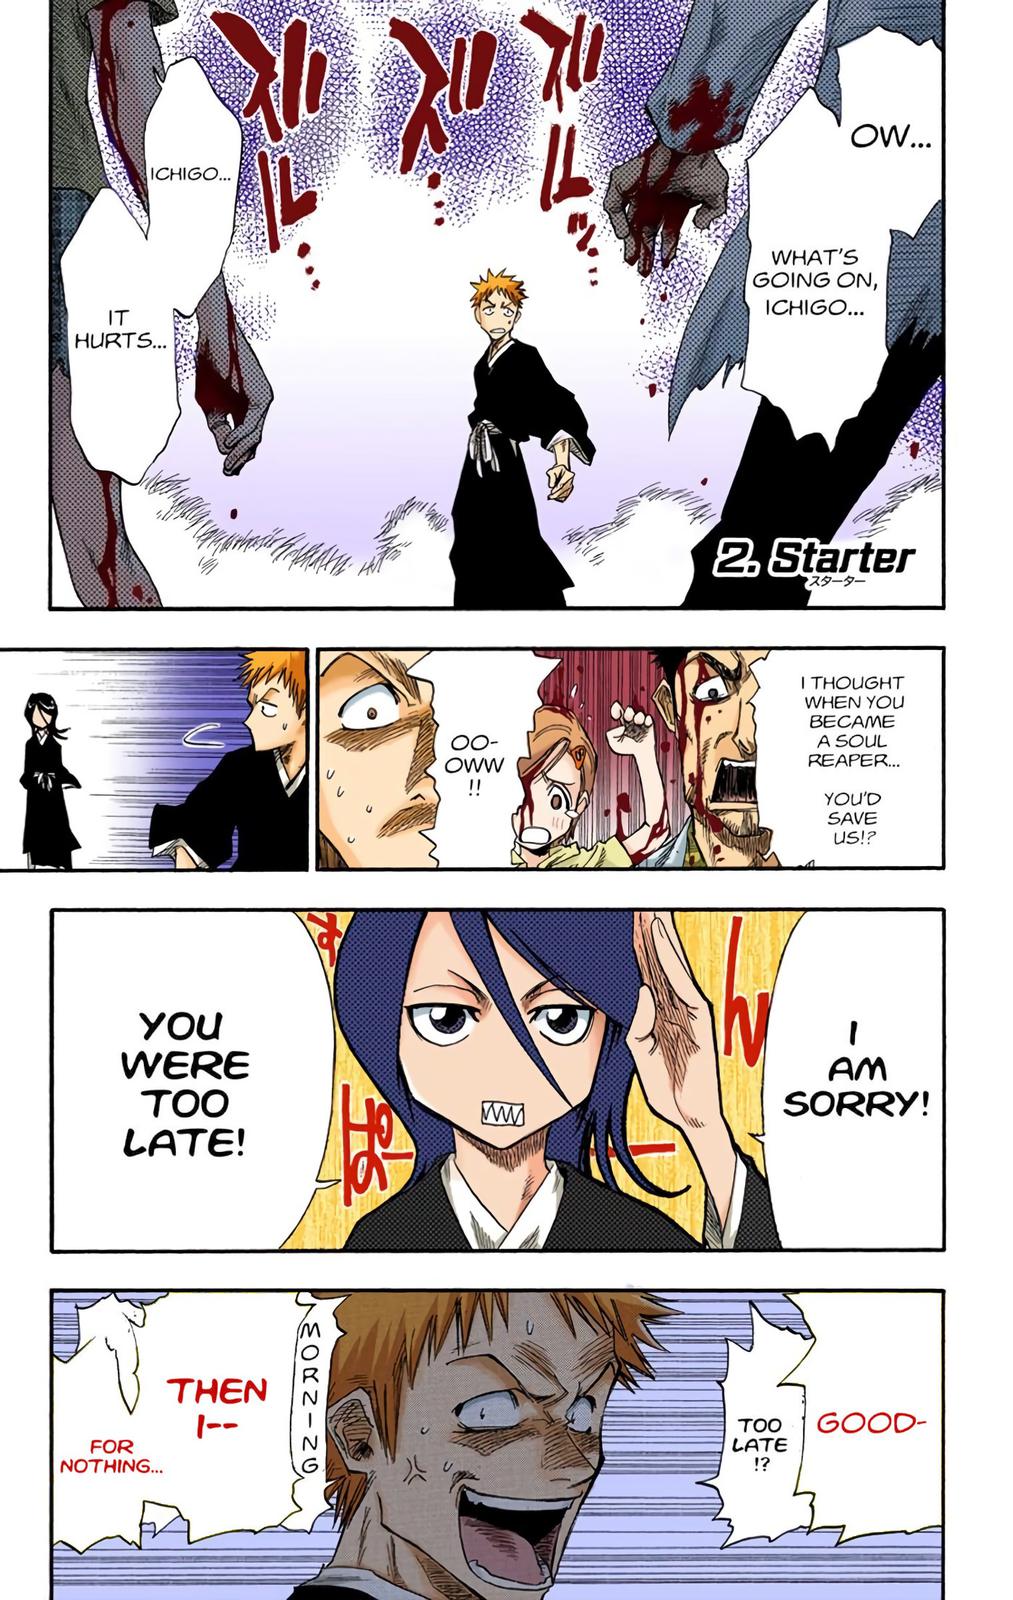 OW...
WHAT'S
GOING ON,
ICHIGO...
ICHIGO...
IT
HURTS...
ズル
ズル
ズルッ
2. Starter
スターター
I THOUGHT
WHEN YOU
BECAME
A SOUL
REAPER...
YOU'D
SAVE
US!?
OO-
OWW
!!
I
AM
SORRY!
YOU
WERE
TOO
LATE!
GOOD-
TOO
LATE
!?
MORNING
THEN
I--
FOR
NOTHING...